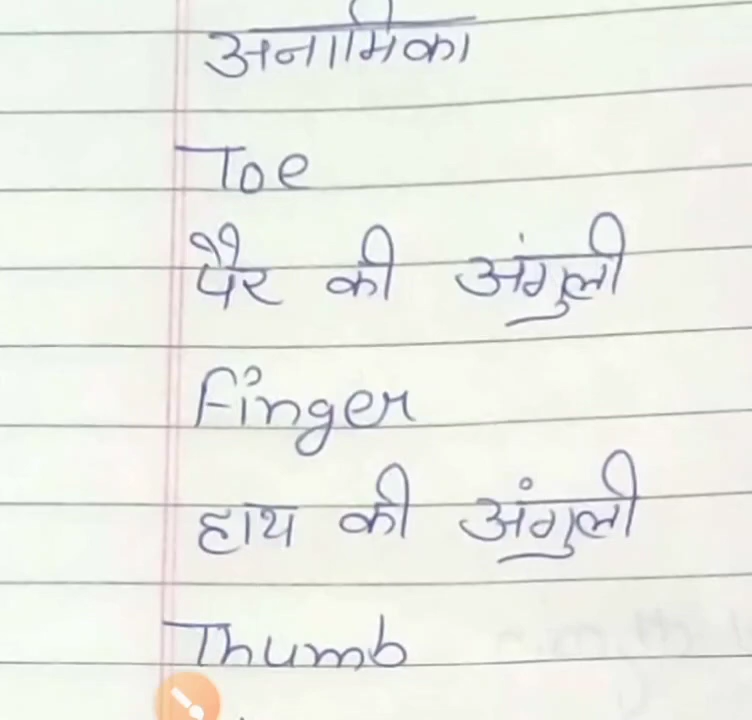 अनामिका
Toe
पैर की अंगुली
Finger
हाथ की अंगुली
Thumb